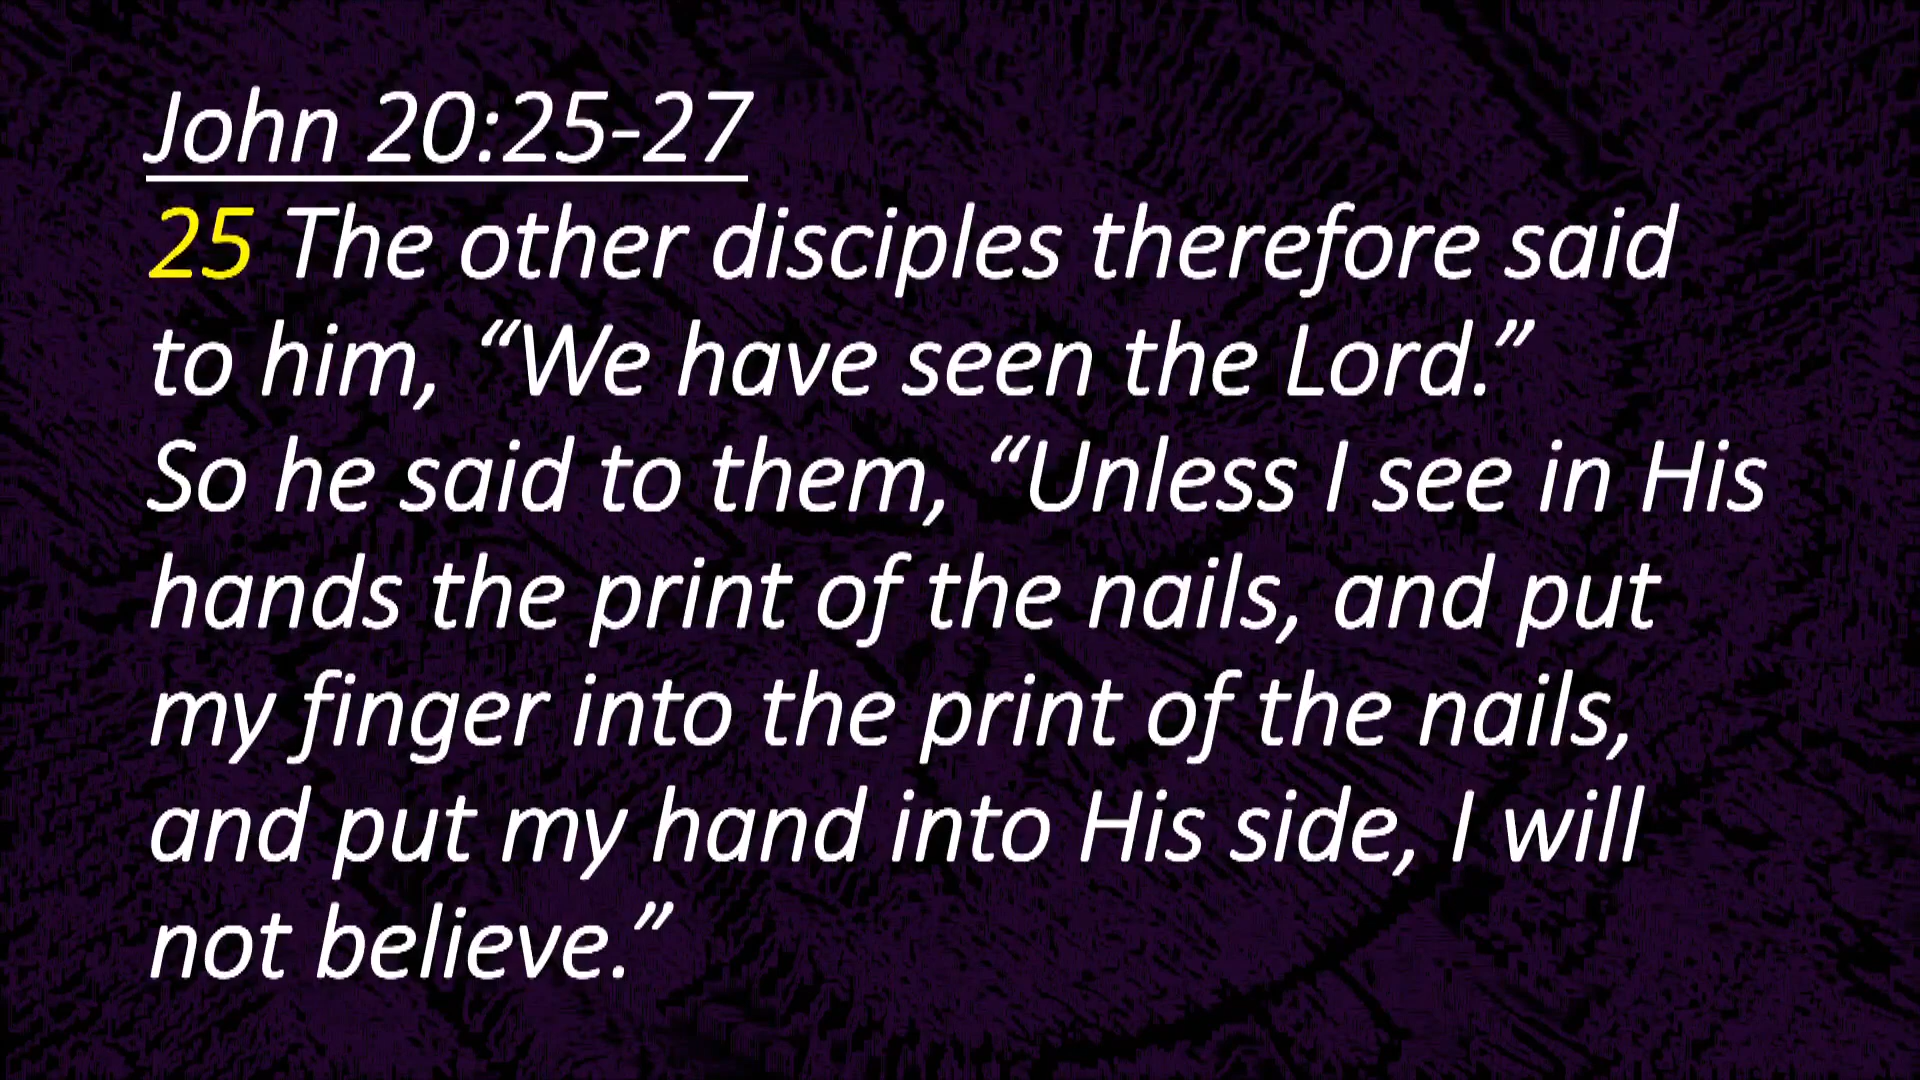 John 20:25-27
25 The other disciples therefore said
to him, “We have seen the Lord.”
So he said to them, “Unless I see in His
hands the print of the nails, and put
my finger into the print of the nails,
and put my hand into His side, I will
not believe.”